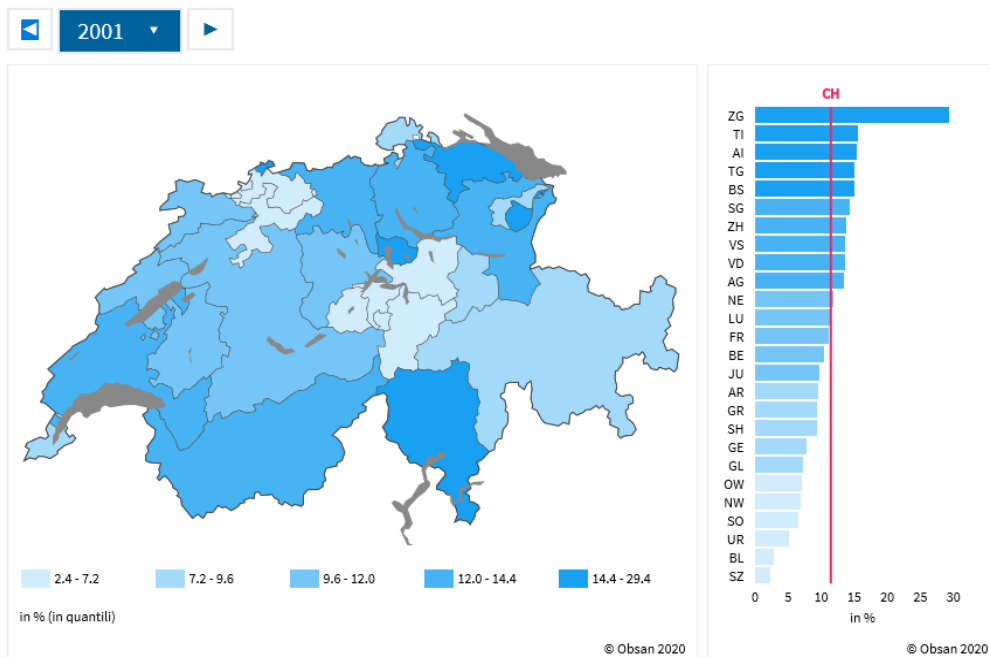 2001
CH
ZG
TI
AI
TG
BS
SG
ZH
VS
VD
AG
NE
LU
FR
BE
JU
AR
GR
SH
GE
GL
OW
NW
SO
UR
BL
SZ
0 5 10 15 20 25 30
in %
2.4 - 7.2 7.2 - 9.6 9.6 - 12.0 12.0 - 14.4 14.4 - 29.4
in % (in quantili)
© Obsan 2020
© Obsan 2020